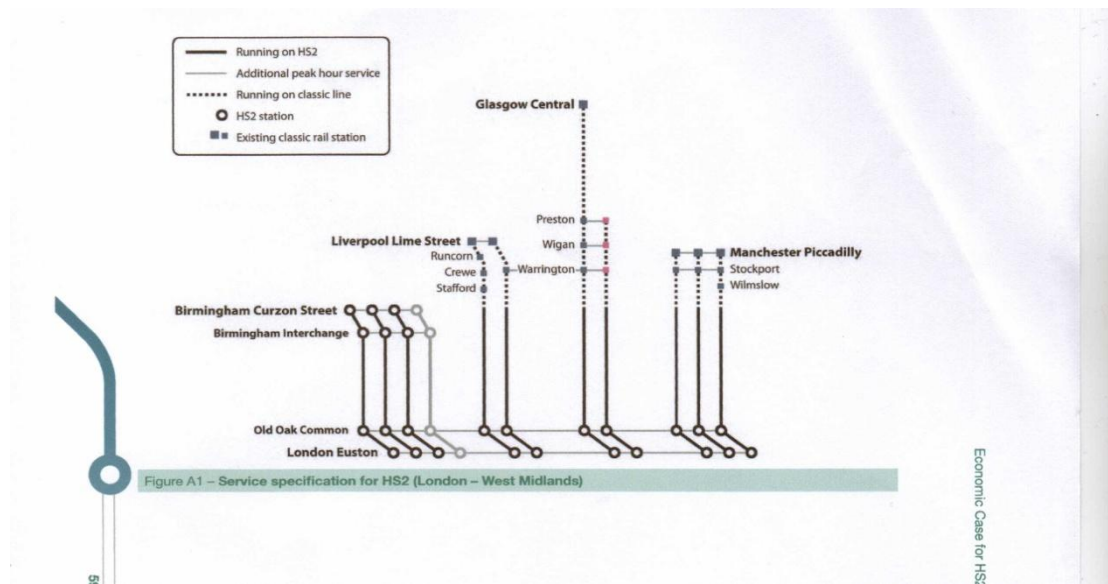 Running on HS2
Additional peak hour service
Running on classic line
HS2 station
Existing classic rail station
Glasgow Central
Preston
Wigan
Warrington
Liverpool Lime Street
Runcorn
Crewe
Stafford
Manchester Piccadilly
Stockport
Wilmslow
Birmingham Curzon Street
Birmingham Interchange
Old Oak Common
London Euston
Figure A1 – Service specification for HS2 (London – West Midlands)
Economic Case for HS2